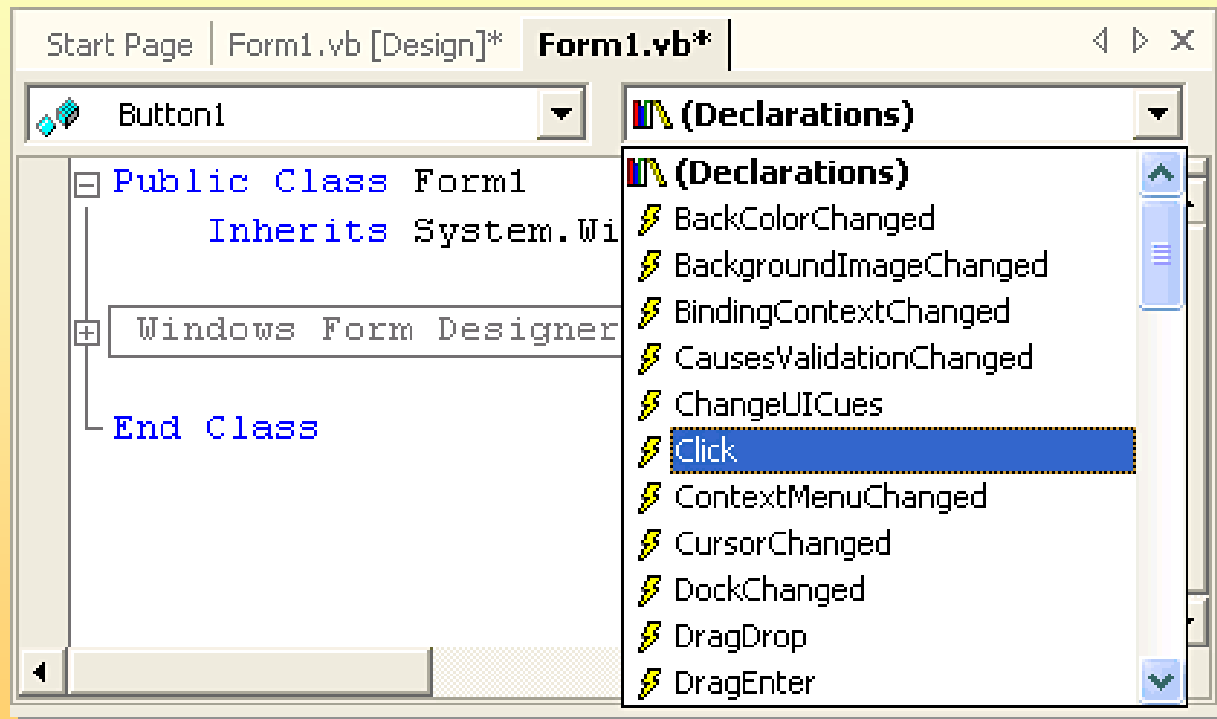 Start Page Form1.vb [Design]* Form1.vb*
Button1 (Declarations)
Public Class Form1
Inherits System.Wi
Windows Form Designer
End Class
(Declarations)
BackColorChanged
BackgroundImageChanged
BindingContextChanged
CausesValidationChanged
ChangeUICues
Click
ContextMenuChanged
CursorChanged
DockChanged
DragDrop
DragEnter